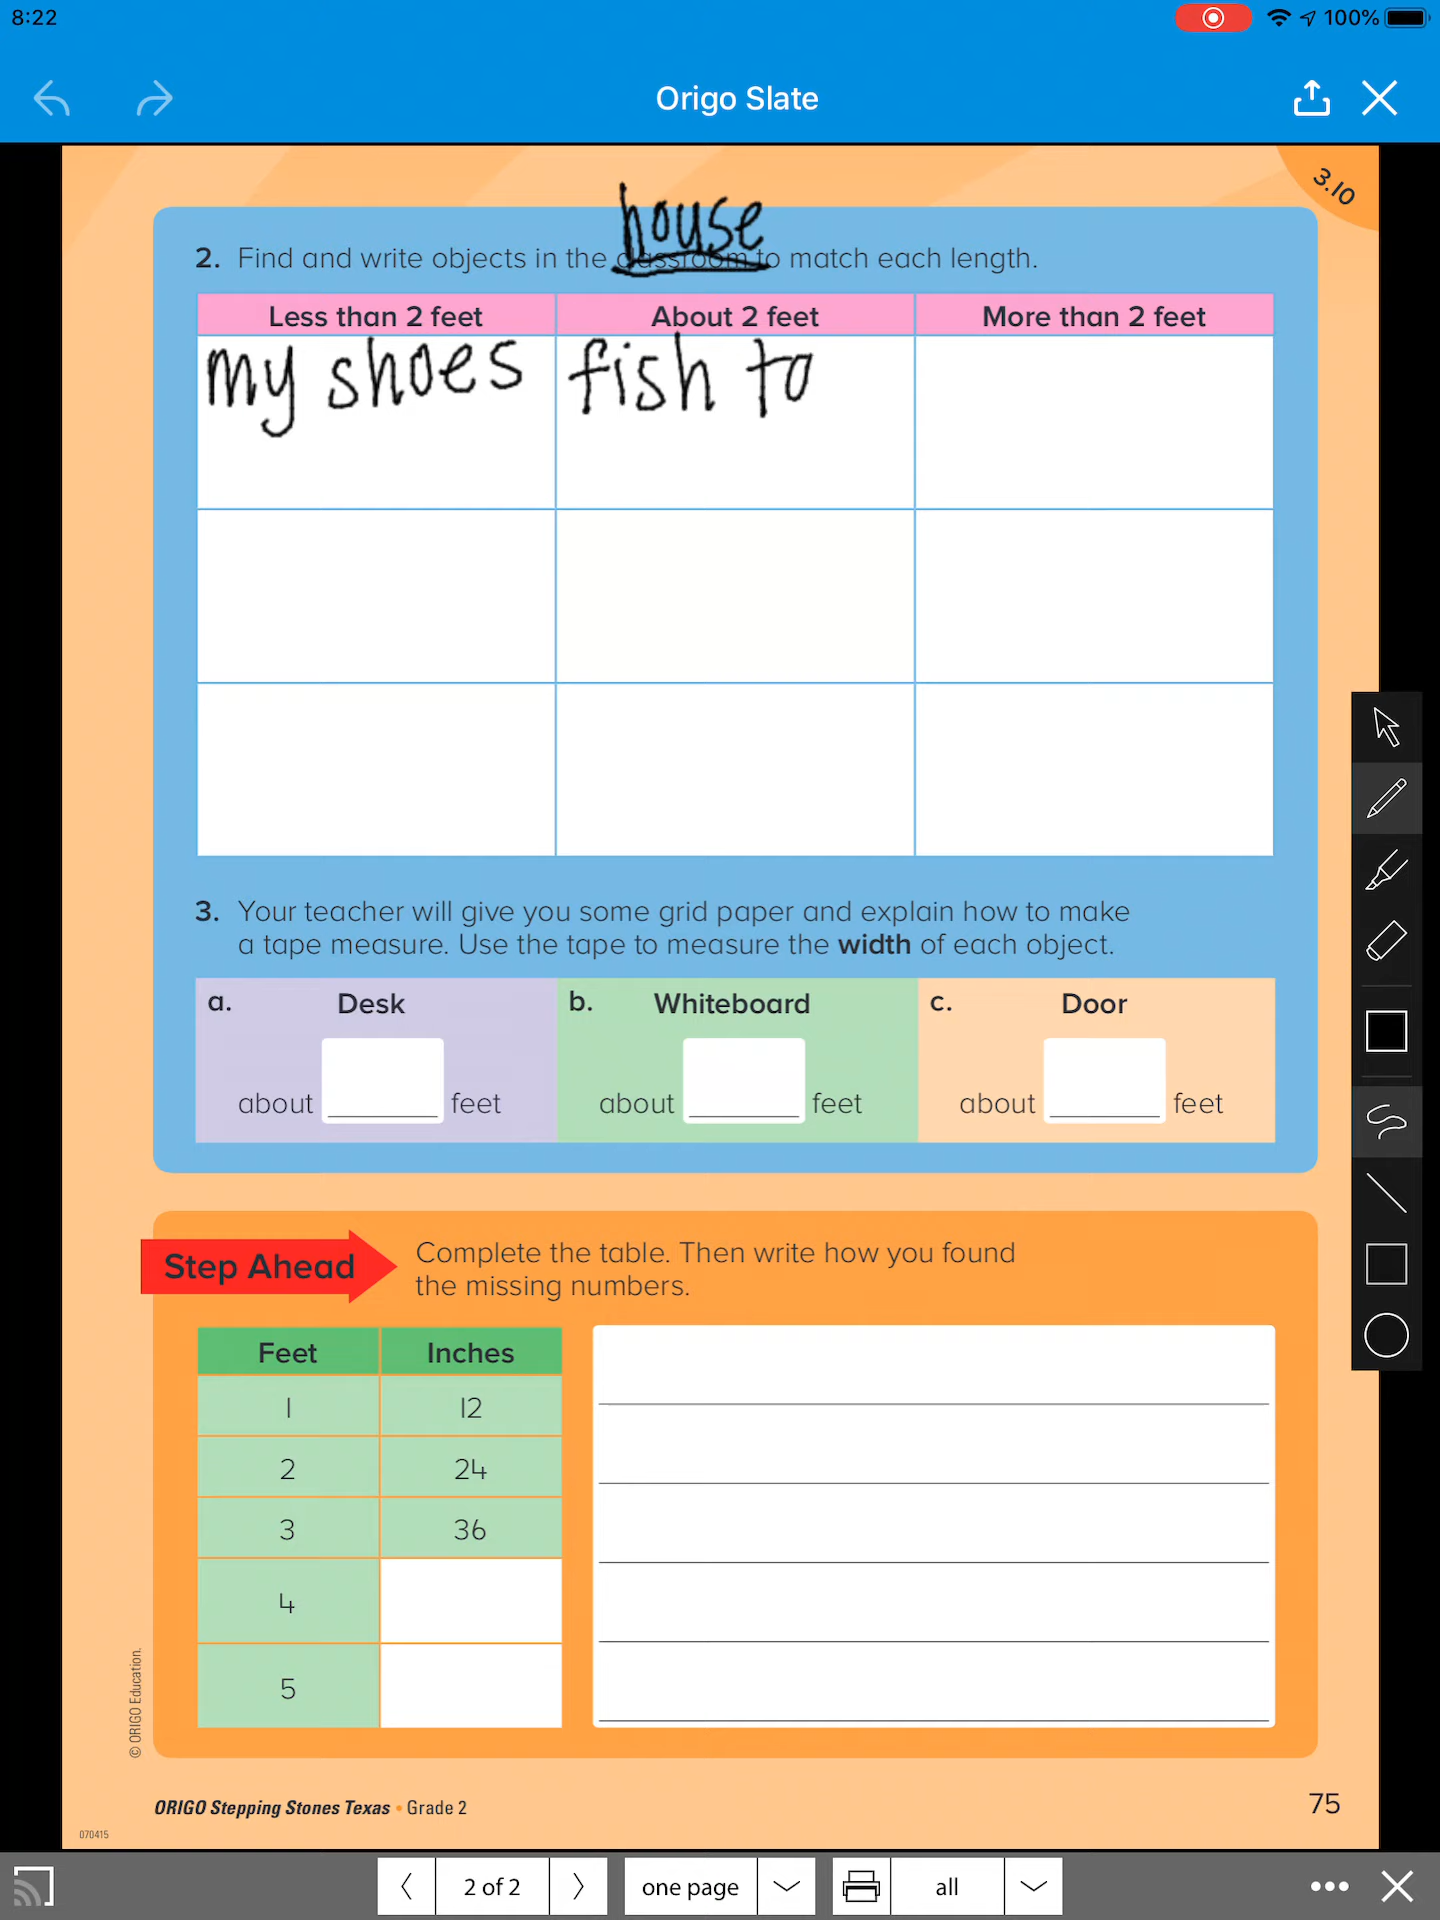 8:22
100%
Origo Slate
3.10
house
2. Find and write objects in the classroom to match each length.
Less than 2 feet About 2 feet More than 2 feet
my shoes fish ta
3. Your teacher will give you some grid paper and explain how to make
a tape measure. Use the tape to measure the width of each object.
a. Desk b. Whiteboard c. Door
about feet about feet about feet
Step Ahead
Complete the table. Then write how you found
the missing numbers.
Feet Inches
1 12
2 24
3 36
4
5
© ORIGO Education.
ORIGO Stepping Stones Texas • Grade 2
75
070415
2 of 2 one page all